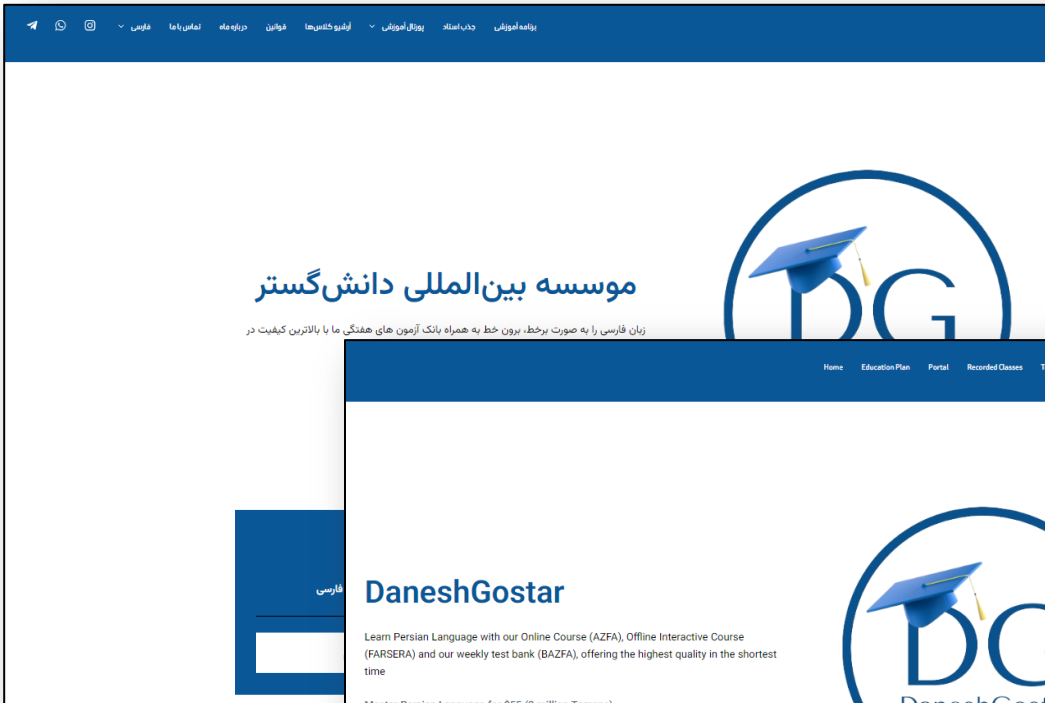 برنامه آموزشی جذب استاد پورتال آموزشی آرشیو کلاس‌ها قوانین درباره ما تماس با ما فارسی
DG
موسسه بین‌المللی دانش‌گستر
زبان فارسی را به صورت برخط، برون خط به همراه بانک آزمون های هفتگی ما با بالاترین کیفیت در
Home Education Plan Portal Recorded Classes
فارسی
DaneshGostar
Learn Persian Language with our Online Course (AZFA), Offline Interactive Course
(FARSERA) and our weekly test bank (BAZFA), offering the highest quality in the shortest
time